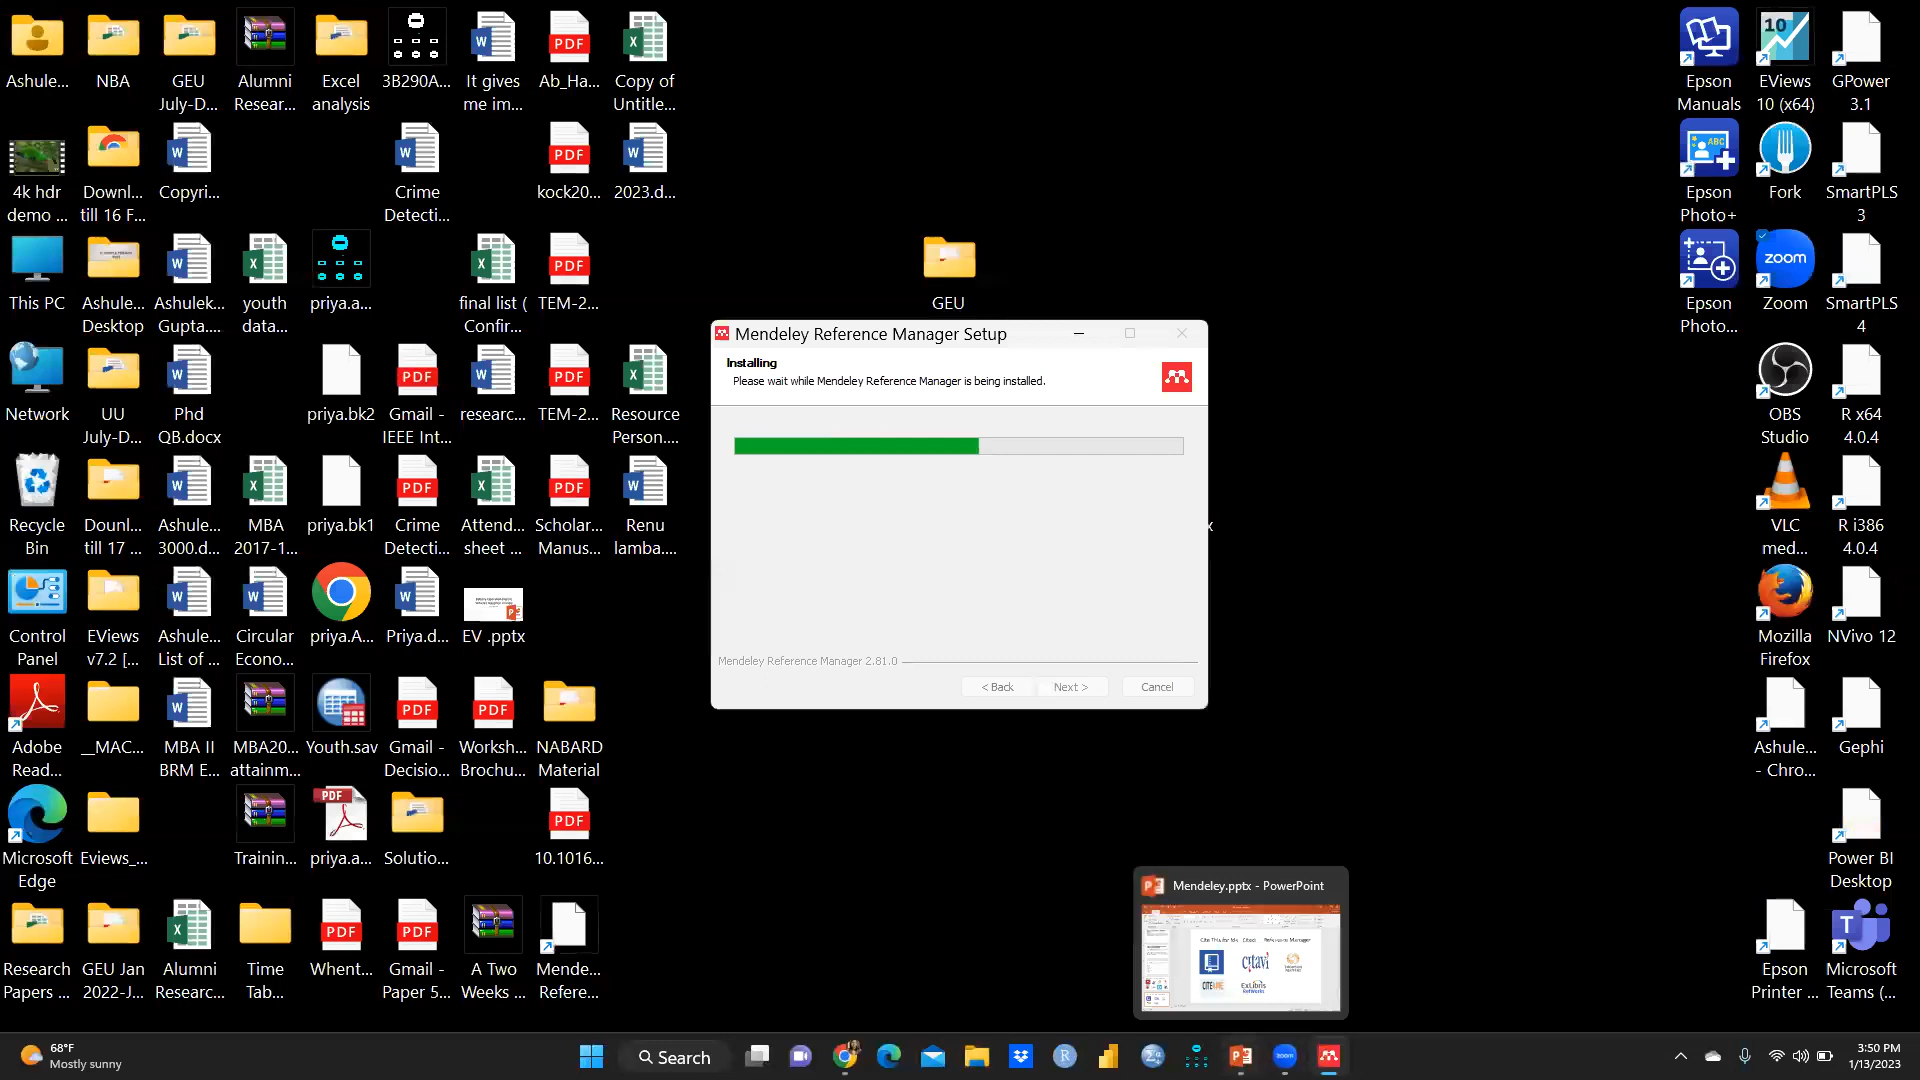 Ashule...
NBA
GEU
July-D...
Alumni
Resear...
Excel
analysis
3B290A...
It gives
me im...
Ab_Ha...
Copy of
Untitle...
Epson
Manuals
EViews
10 (x64)
GPower
3.1
4k hdr
demo ...
Downl...
till 16 F...
Copyri...
Crime
Detecti...
kock20...
2023.d...
Epson
Photo+
Fork
SmartPLS
3
This PC
Ashule...
Desktop
Ashulek...
Gupta....
youth
data...
priya.a...
final list (
Confir...
TEM-2...
GEU
Epson
Photo...
zoom
Zoom
SmartPLS
4
Network
UU
July-D...
Phd
QB.docx
priya.bk2
Gmail -
IEEE Int...
researc...
TEM-2...
Resource
Person....
OBS
Studio
R x64
4.0.4
Mendeley Reference Manager Setup
Installing
Please wait while Mendeley Reference Manager is being installed.
Mendeley Reference Manager 2.81.0
< Back
Next >
Cancel
Recycle
Bin
Dounl...
till 17 ...
Ashule...
3000.d...
MBA
2017-1...
priya.bk1
Crime
Detecti...
Attend...
sheet ...
Scholar...
Manus...
Renu
lamba....
x
VLC
med...
R i386
4.0.4
Control
Panel
EViews
v7.2 [...
Ashule...
List of ...
Circular
Econo...
priya.A...
Priya.d...
EV .pptx
Mozilla
Firefox
NVivo 12
Adobe
Read...
__MAC...
MBA II
BRM E...
MBA20...
attainm...
Youth.sav
Gmail -
Decisio...
Worksh...
Brochu...
NABARD
Material
Ashule...
- Chro...
Gephi
Microsoft
Edge
Eviews_...
Trainin...
priya.a...
Solutio...
10.1016...
Power BI
Desktop
Research
Papers ...
GEU Jan
2022-J...
Alumni
Researc...
Time
Tab...
Whent...
Gmail -
Paper 5...
A Two
Weeks ...
Mende...
Refere...
Epson
Printer ...
Microsoft
Teams (...
Mendeley.pptx - PowerPoint
citavi
68°F
Mostly sunny
Search
3:50 PM
1/13/2023